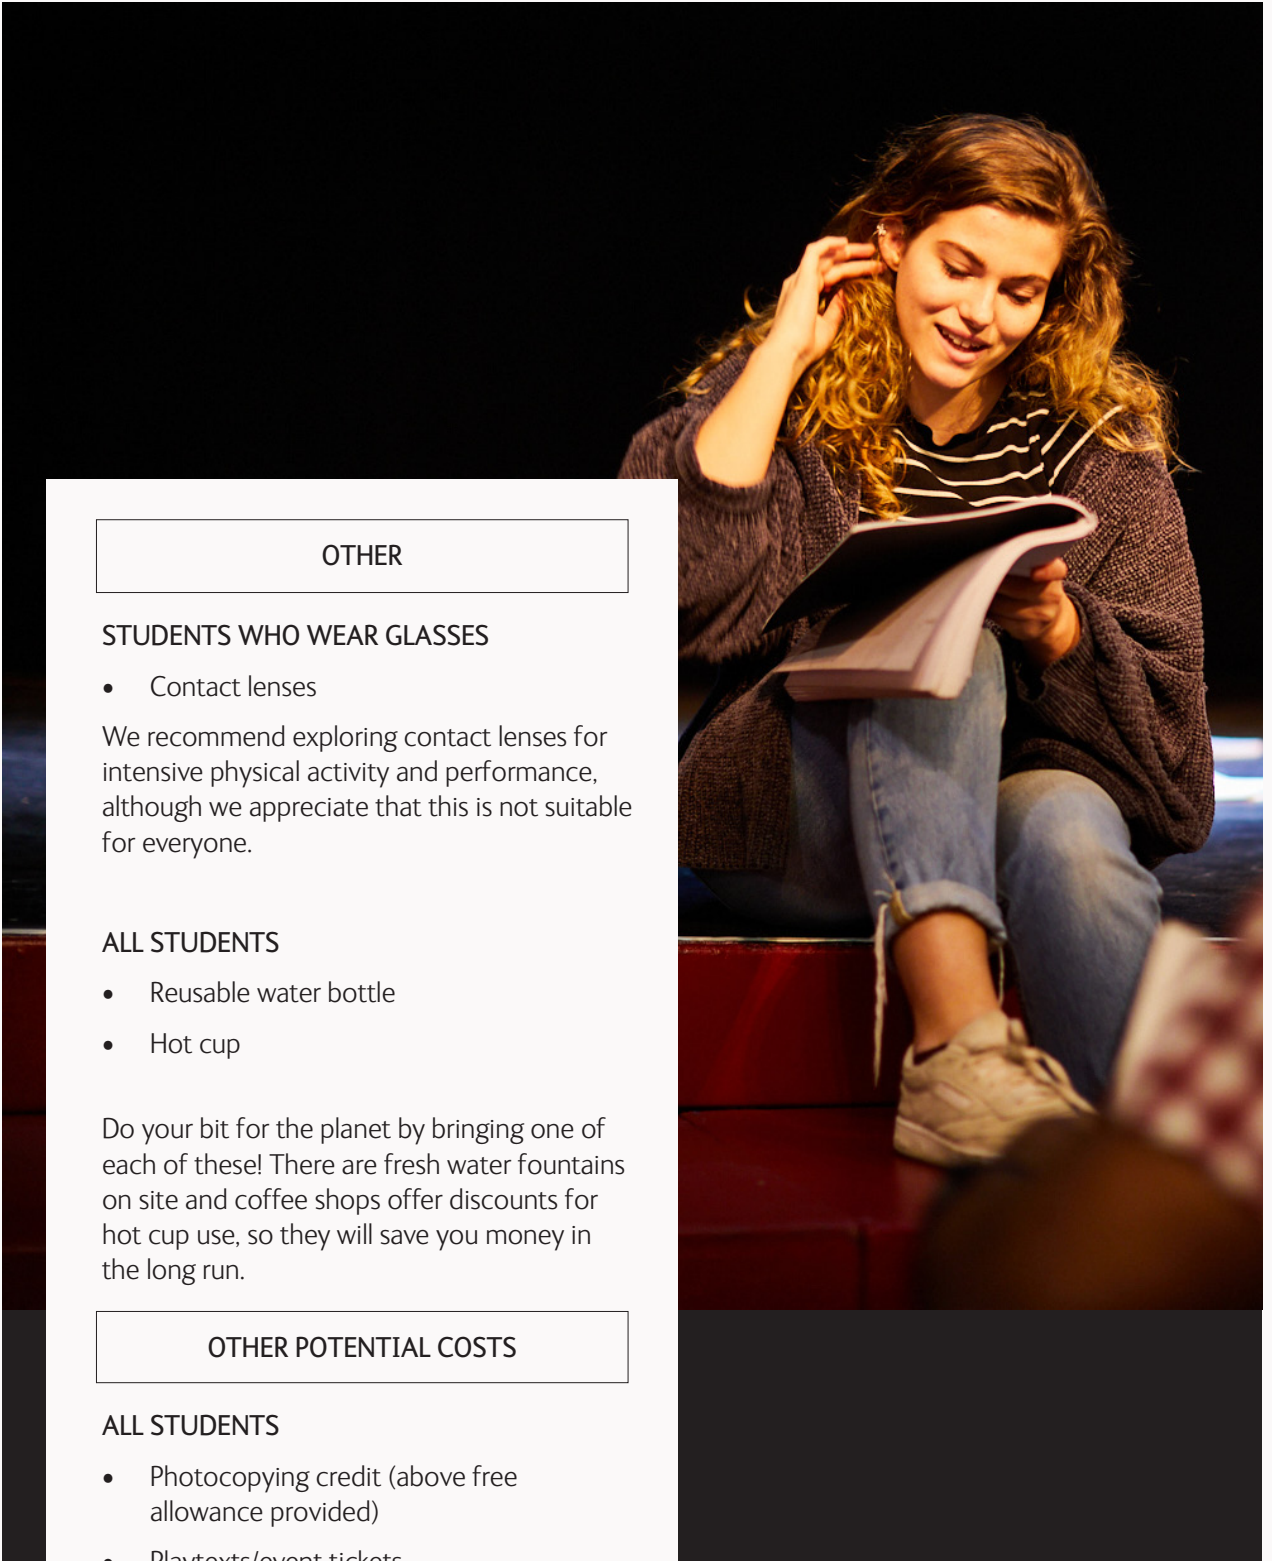 OTHER
STUDENTS WHO WEAR GLASSES
• Contact lenses
We recommend exploring contact lenses for
intensive physical activity and performance,
although we appreciate that this is not suitable
for everyone.
ALL STUDENTS
• Reusable water bottle
• Hot cup
Do your bit for the planet by bringing one of
each of these! There are fresh water fountains
on site and coffee shops offer discounts for
hot cup use, so they will save you money in
the long run.
OTHER POTENTIAL COSTS
ALL STUDENTS
• Photocopying credit (above free
allowance provided)
• Playtexts/event tickets